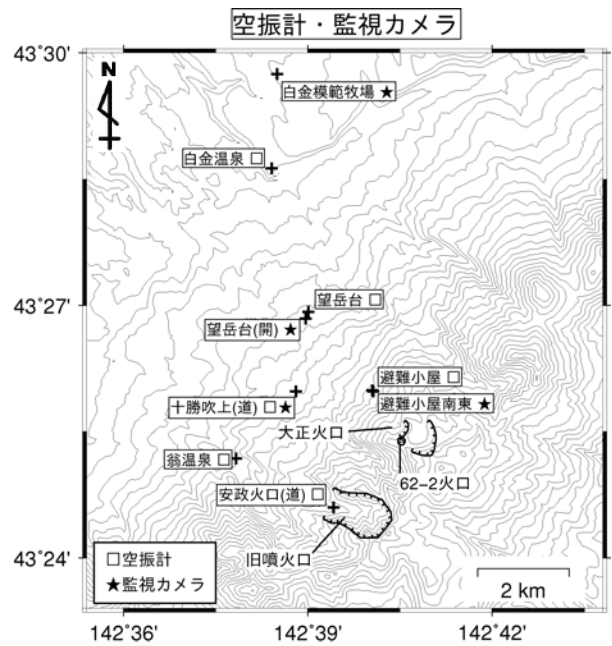 空振計・監視カメラ
43°30'
N
白金模範牧場 ★
白金温泉 □
43°27'
望岳台 □
望岳台(開) ★
避難小屋 □
避難小屋南東 ★
十勝吹上(道) □★
大正火口
翁温泉 □
62−2火口
安政火口(道) □
旧噴火口
43°24'
□空振計
★監視カメラ
2 km
142°36'
142°39'
142°42'